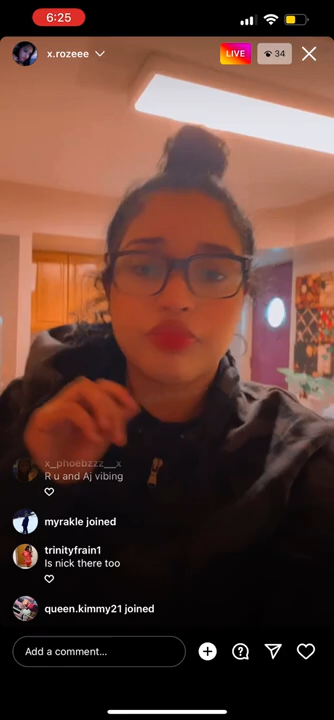 6:25
x.rozeee
LIVE
34
x_phoebzzz__x
R u and Aj vibing
myrakle joined
trinityfrain1
Is nick there too
queen.kimmy21 joined
Add a comment...